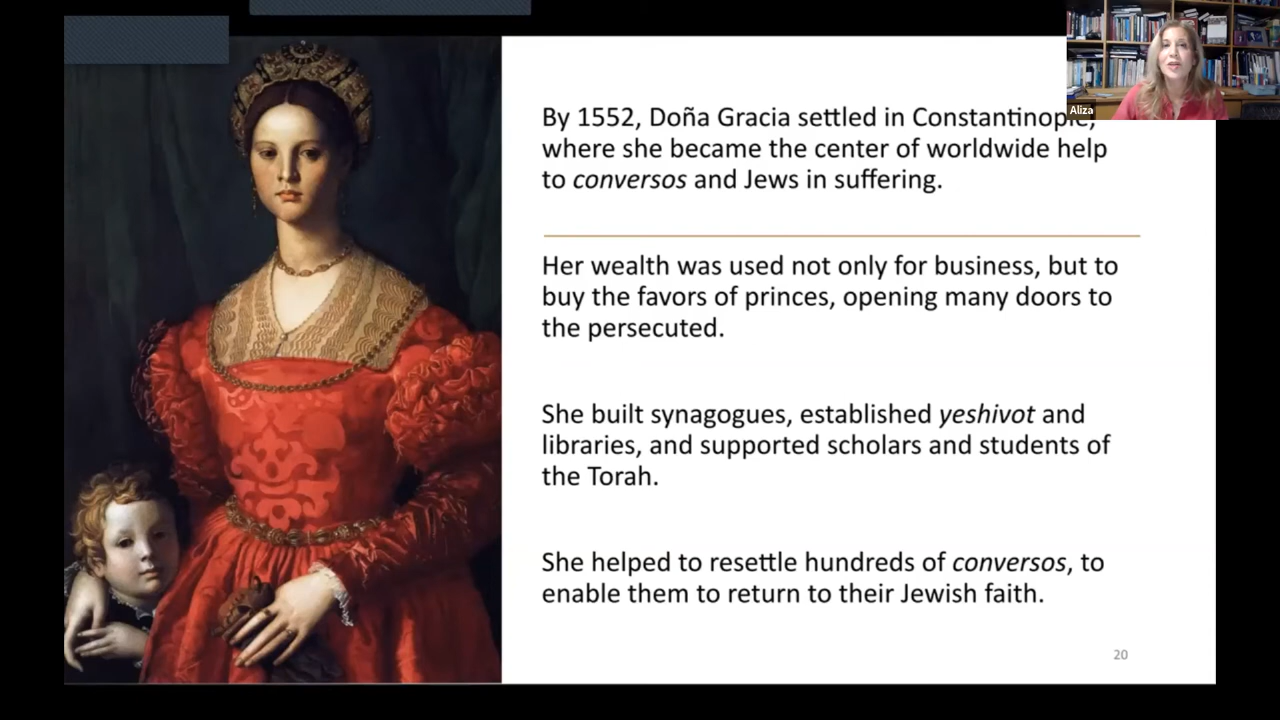 Aliza
By 1552, Doña Gracia settled in Constantinople,
where she became the center of worldwide help
to conversos and Jews in suffering.
Her wealth was used not only for business, but to
buy the favors of princes, opening many doors to
the persecuted.
She built synagogues, established yeshivot and
libraries, and supported scholars and students of
the Torah.
She helped to resettle hundreds of conversos, to
enable them to return to their Jewish faith.
20